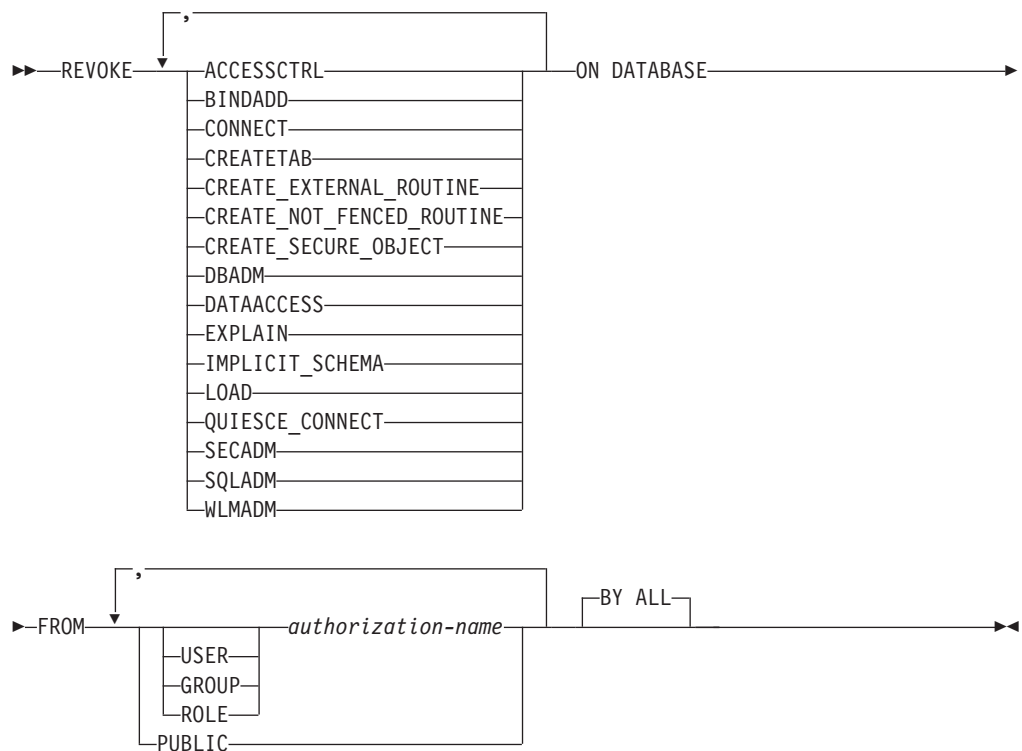 ,
REVOKE ACCESSCTRL ON DATABASE
BINDADD
CONNECT
CREATETAB
CREATE_EXTERNAL_ROUTINE
CREATE_NOT_FENCED_ROUTINE
CREATE_SECURE_OBJECT
DBADM
DATAACCESS
EXPLAIN
IMPLICIT_SCHEMA
LOAD
QUIESCE_CONNECT
SECADM
SQLADM
WLMADM
,
BY ALL
FROM authorization-name
USER
GROUP
ROLE
PUBLIC